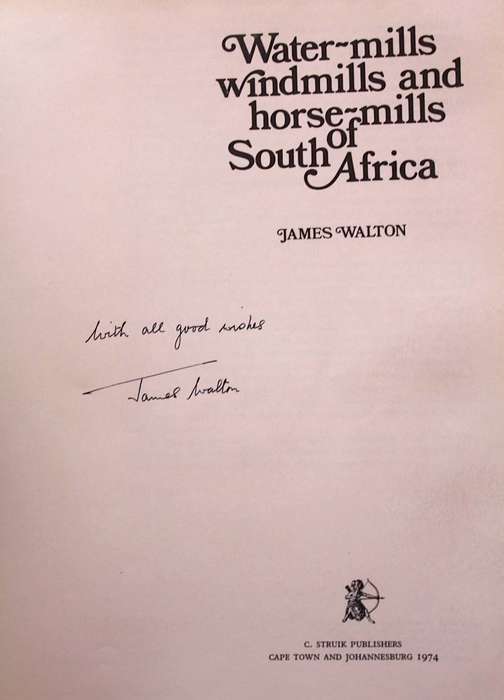 Water-mills
windmills and
horse-mills
of
South Africa
JAMES WALTON
With all good wishes
James Walton
C. STRUIK PUBLISHERS
CAPE TOWN AND JOHANNESBURG 1974